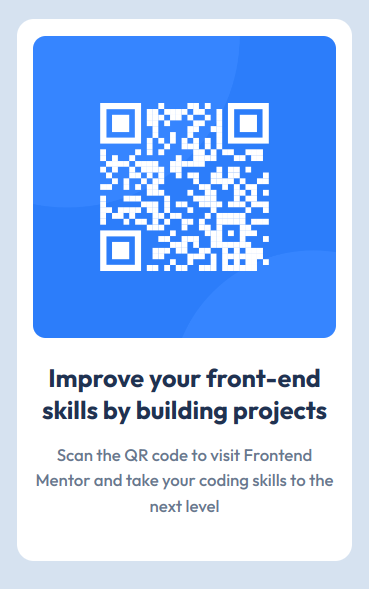 Improve your front-end
skills by building projects
Scan the QR code to visit Frontend
Mentor and take your coding skills to the
next level